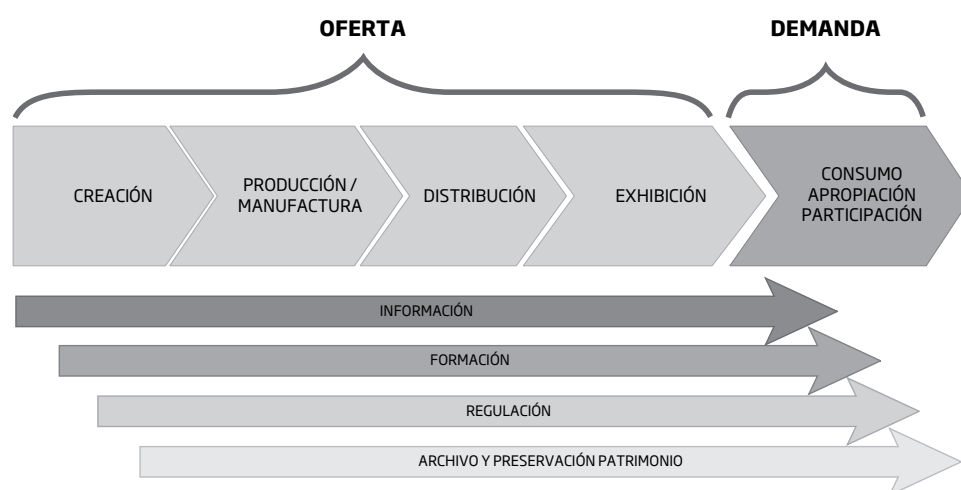 OFERTA
DEMANDA
CREACIÓN
PRODUCCIÓN /
MANUFACTURA
DISTRIBUCIÓN
EXHIBICIÓN
CONSUMO
APROPIACIÓN
PARTICIPACIÓN
INFORMACIÓN
FORMACIÓN
REGULACIÓN
ARCHIVO Y PRESERVACIÓN PATRIMONIO